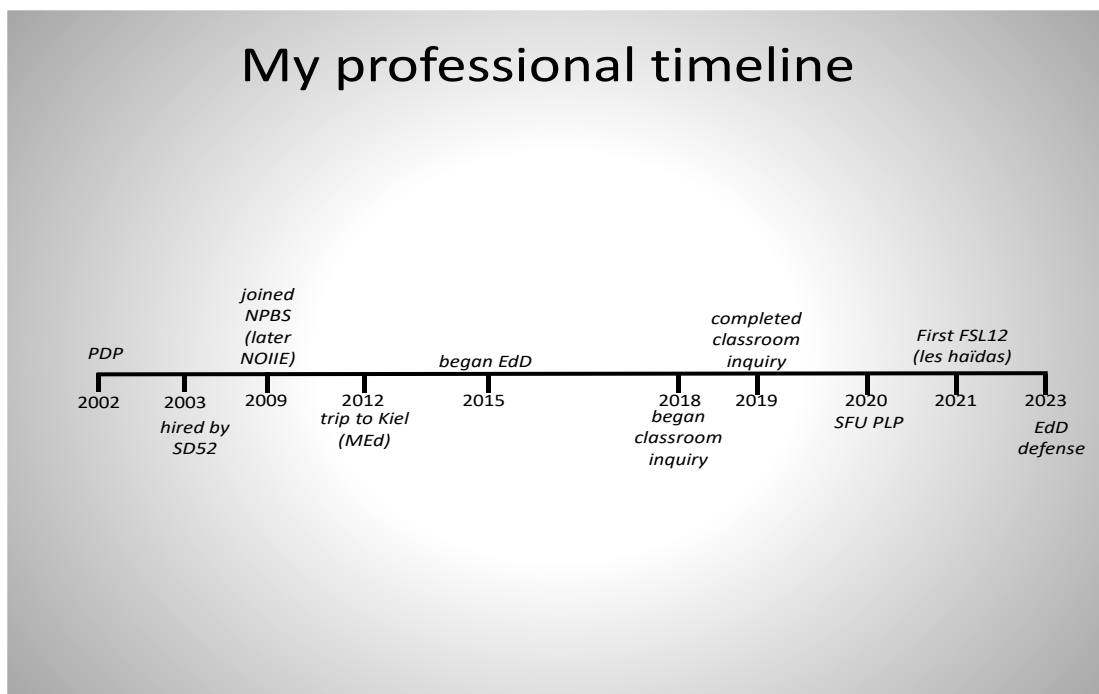 My professional timeline
PDP
2002
2003
hired by
SD52
joined
NPBS
(later
NOIIE)
2009
2012
trip to Kiel
(MEd)
began EdD
2015
2018
began
classroom
inquiry
completed
classroom
inquiry
2019
2020
SFU PLP
First FSL12
(les haïdas)
2021
2023
EdD
defense